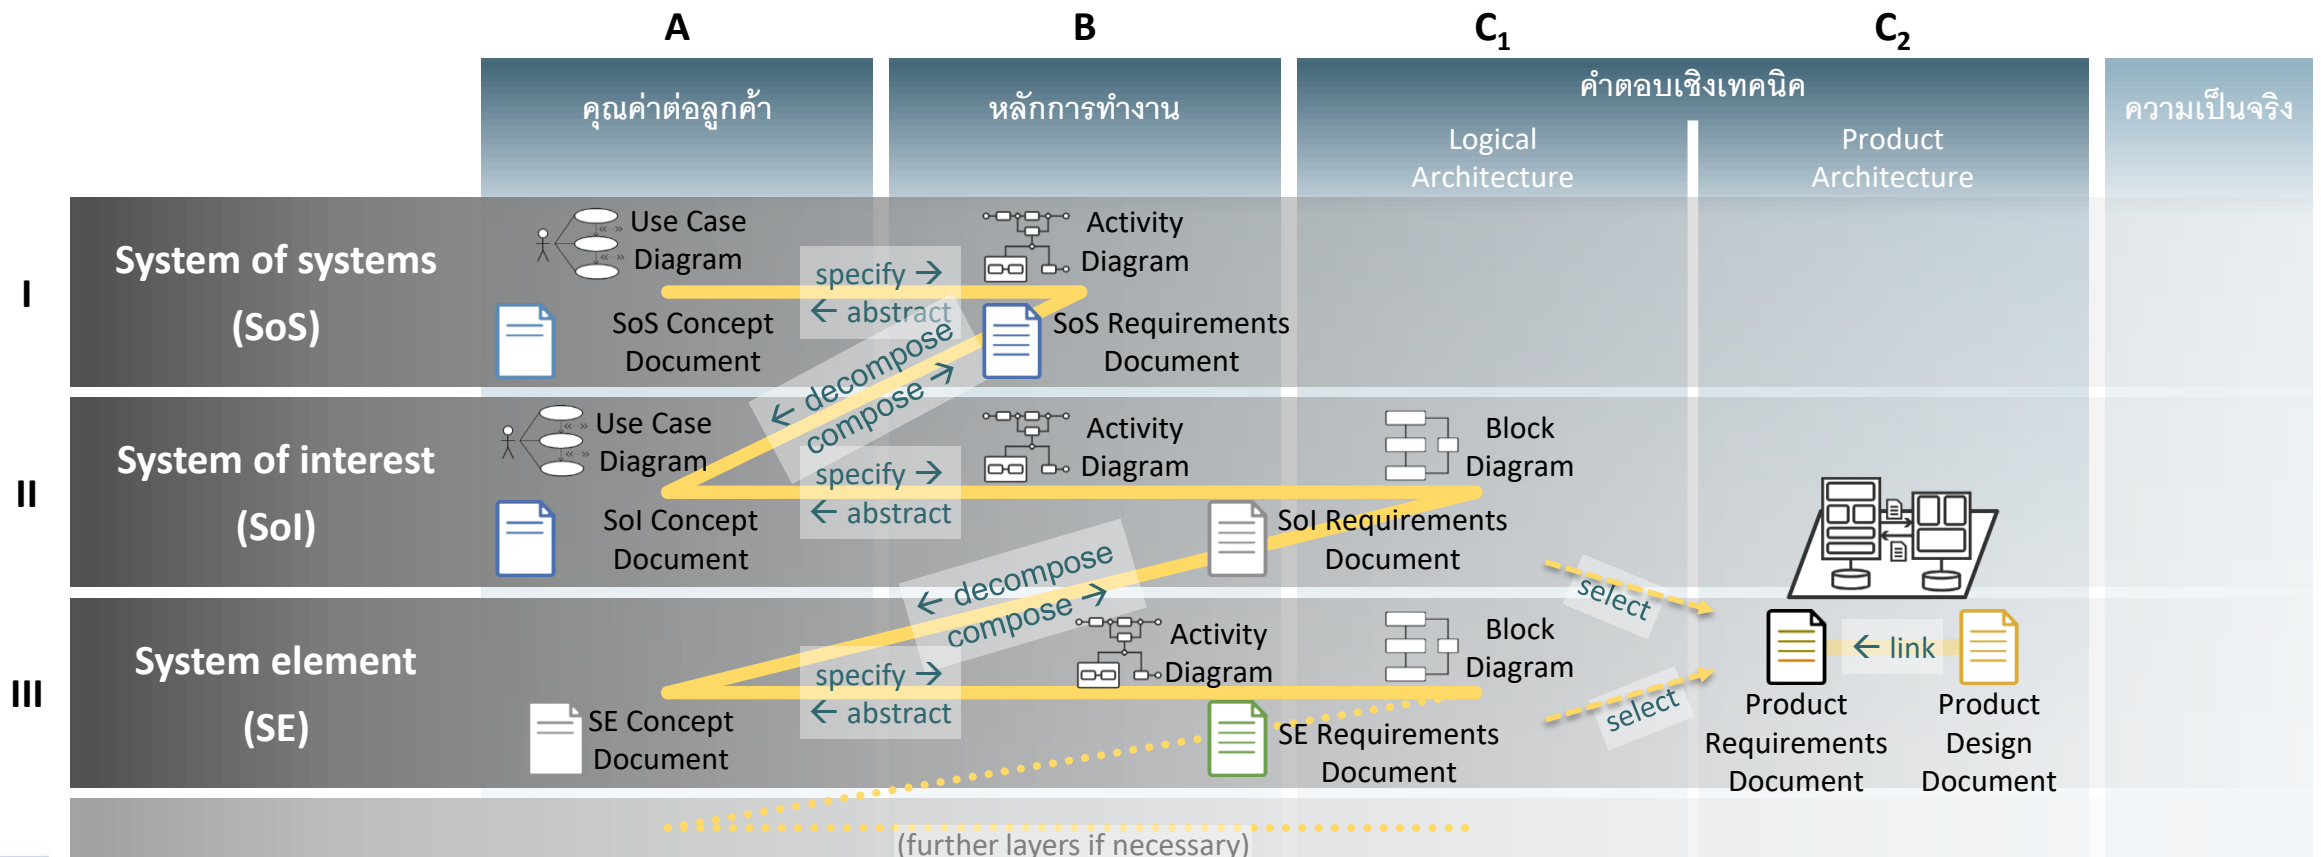 A
B
C1
C2
คุณค่าต่อลูกค้า
หลักการทำงาน
คำตอบเชิงเทคนิค
Logical
Architecture
Product
Architecture
ความเป็นจริง
I
System of systems
(SoS)
Use Case
Diagram
SoS Concept
Document
specify →
← abstract
Activity
Diagram
SoS Requirements
Document
← decompose
compose →
II
System of interest
(SoI)
Use Case
Diagram
SoI Concept
Document
specify →
← abstract
Activity
Diagram
Block
Diagram
SoI Requirements
Document
← decompose
compose →
select
III
System element
(SE)
SE Concept
Document
specify →
← abstract
Activity
Diagram
Block
Diagram
SE Requirements
Document
select
← link
Product
Requirements
Document
Product
Design
Document
(further layers if necessary)